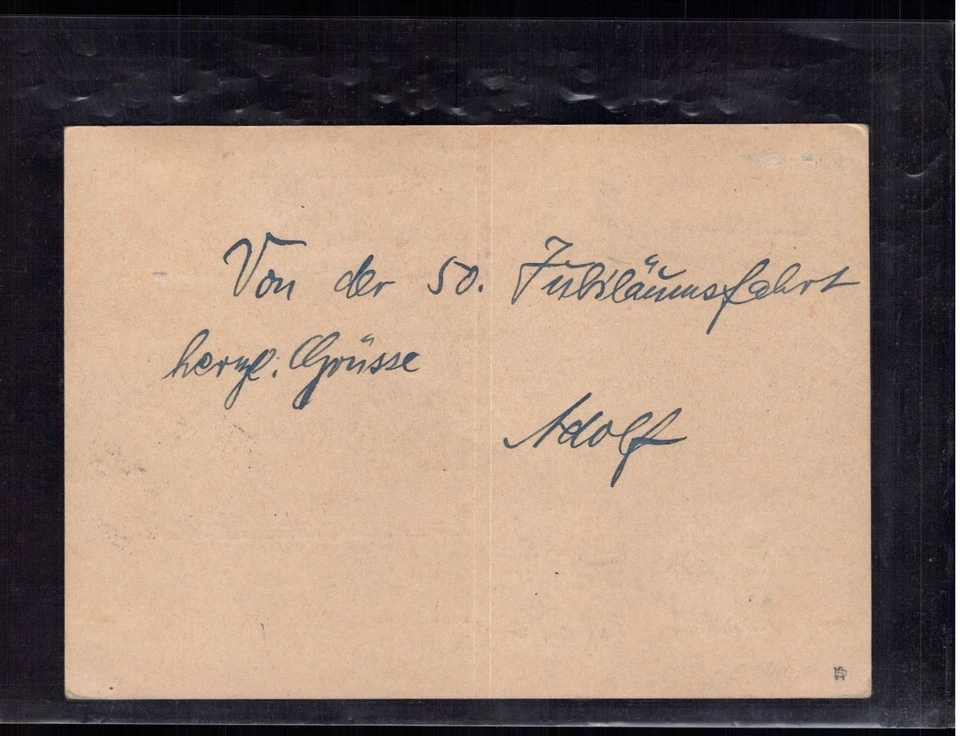 Von der 50. Jubiläumsfahrt
herzl. Grüsse
Adolf